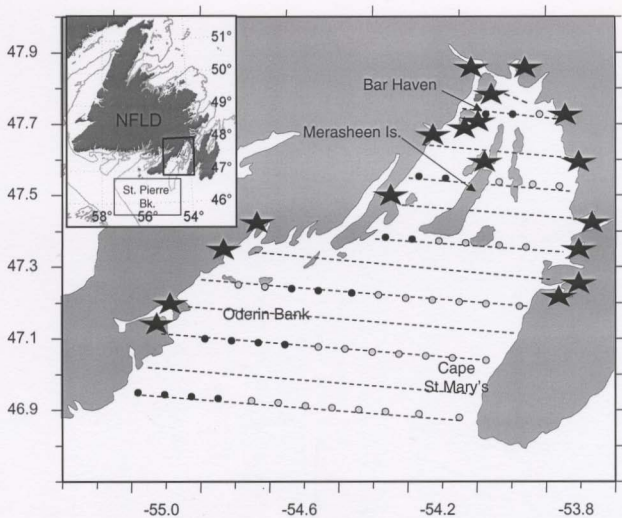 47.9
47.7
47.5
47.3
47.1
46.9
51°
50°
49°
48°
47°
46°
NFLD
St. Pierre
Bk.
58° 56° 54°
Bar Haven
Merasheen Is.
Oderin Bank
Cape
St Mary's
-55.0 -54.6 -54.2 -53.8